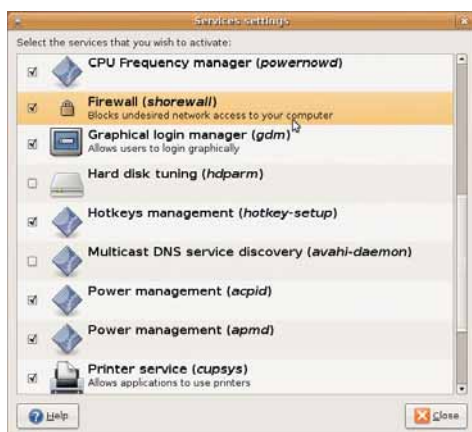 Services settings
Select the services that you wish to activate:
CPU Frequency manager (powernowd)
Firewall (shorewall)
Blocks undesired network access to your computer
Graphical login manager (gdm)
Allows users to login graphically
Hard disk tuning (hdparm)
Hotkeys management (hotkey-setup)
Multicast DNS service discovery (avahi-daemon)
Power management (acpid)
Power management (apmd)
Printer service (cupsys)
Allows applications to use printers
Help
Close